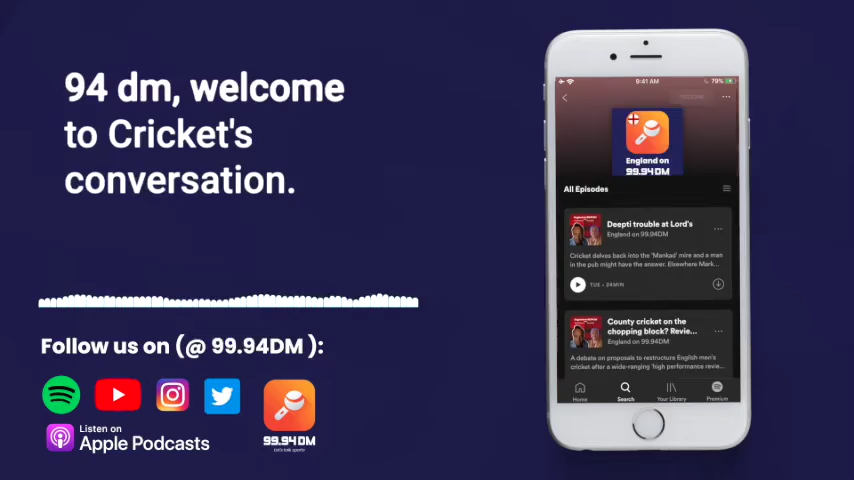 94 dm, welcome
to Cricket's
conversation.
Follow us on (@ 99.94DM ):
Listen on
Apple Podcasts
99.94DM
Let's talk sports
9:41 AM
79%
England on
99.94DM
All Episodes
Deepti trouble at Lord's
England on 99.94DM
Cricket delves back into the 'Mankad' mire and a man
in the pub might have the answer. Elsewhere Mark...
TUE • 24MIN
County cricket on the
chopping block? Revie...
England on 99.94DM
A debate on proposals to restructure English men's
cricket after a wide-ranging 'high performance revie...
Home
Search
Your Library
Premium